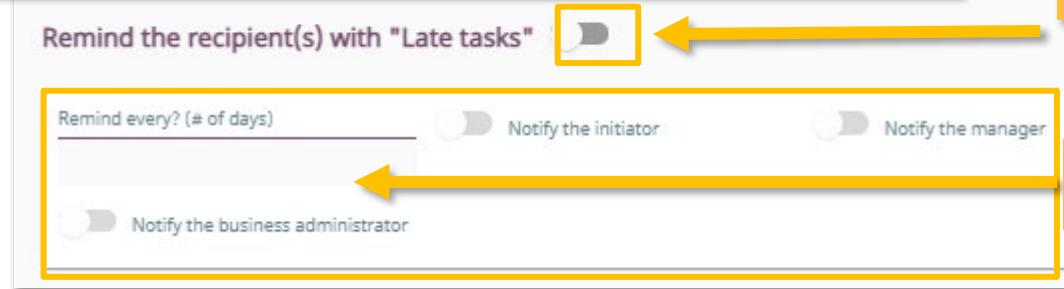 Remind the recipient(s) with "Late tasks"
Remind every? (# of days)
Notify the initiator
Notify the manager
Notify the business administrator